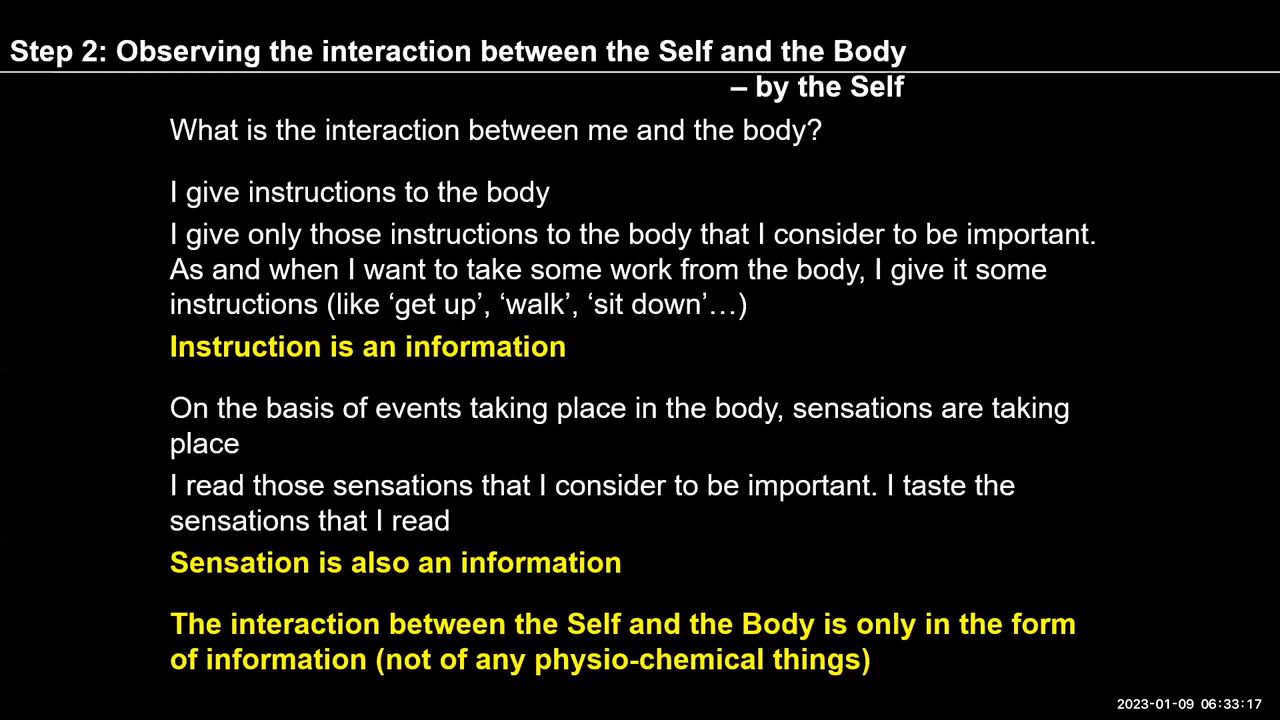 Step 2: Observing the interaction between the Self and the Body
– by the Self
What is the interaction between me and the body?
I give instructions to the body
I give only those instructions to the body that I consider to be important.
As and when I want to take some work from the body, I give it some
instructions (like ‘get up’, ‘walk’, ‘sit down’…)
Instruction is an information
On the basis of events taking place in the body, sensations are taking
place
I read those sensations that I consider to be important. I taste the
sensations that I read
Sensation is also an information
The interaction between the Self and the Body is only in the form
of information (not of any physio-chemical things)
2023-01-09 06:33:17